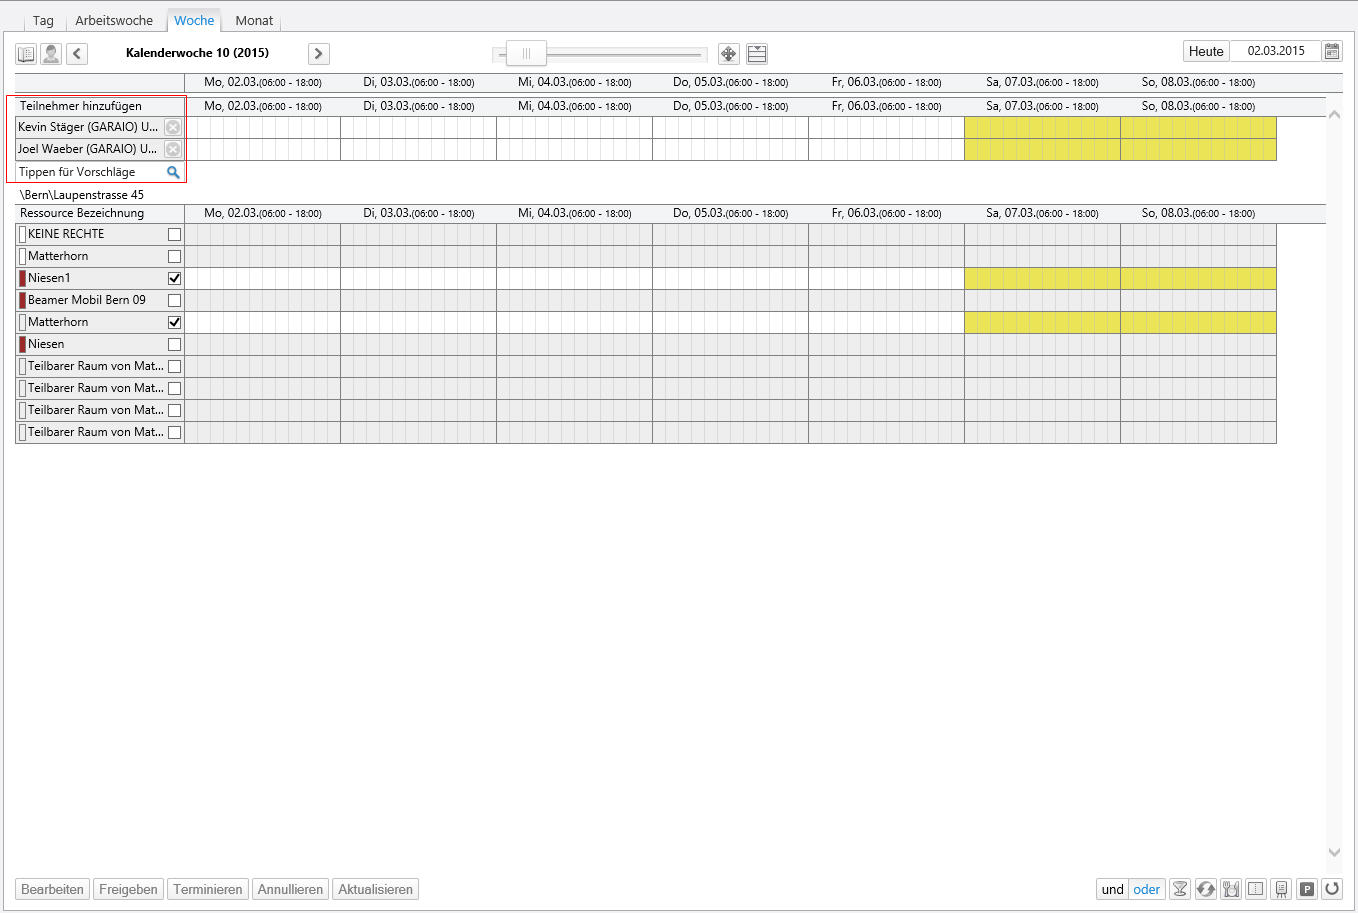 Tag Arbeitswoche Woche Monat
Kalenderwoche 10 (2015) Heute 02.03.2015
Mo, 02.03.(06:00 - 18:00) Di, 03.03.(06:00 - 18:00) Mi, 04.03.(06:00 - 18:00) Do, 05.03.(06:00 - 18:00) Fr, 06.03.(06:00 - 18:00) Sa, 07.03.(06:00 - 18:00) So, 08.03.(06:00 - 18:00)
Teilnehmer hinzufügen Mo, 02.03.(06:00 - 18:00) Di, 03.03.(06:00 - 18:00) Mi, 04.03.(06:00 - 18:00) Do, 05.03.(06:00 - 18:00) Fr, 06.03.(06:00 - 18:00) Sa, 07.03.(06:00 - 18:00) So, 08.03.(06:00 - 18:00)
Kevin Stäger (GARAIO) U...
Joel Waeber (GARAIO) U...
Tippen für Vorschläge
\Bern\Laupenstrasse 45
Ressource Bezeichnung Mo, 02.03.(06:00 - 18:00) Di, 03.03.(06:00 - 18:00) Mi, 04.03.(06:00 - 18:00) Do, 05.03.(06:00 - 18:00) Fr, 06.03.(06:00 - 18:00) Sa, 07.03.(06:00 - 18:00) So, 08.03.(06:00 - 18:00)
KEINE RECHTE
Matterhorn
Niesen1
Beamer Mobil Bern 09
Matterhorn
Niesen
Teilbarer Raum von Mat...
Teilbarer Raum von Mat...
Teilbarer Raum von Mat...
Teilbarer Raum von Mat...
Bearbeiten Freigeben Terminieren Annullieren Aktualisieren und oder P